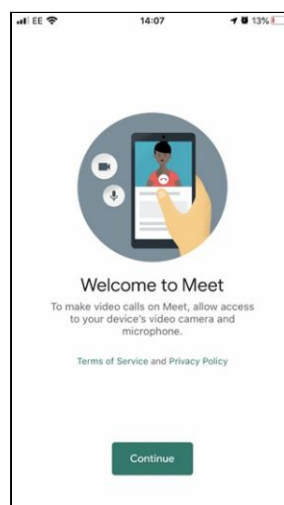 EE 14:07 13%
Welcome to Meet
To make video calls on Meet, allow access
to your device's video camera and
microphone.
Terms of Service and Privacy Policy
Continue